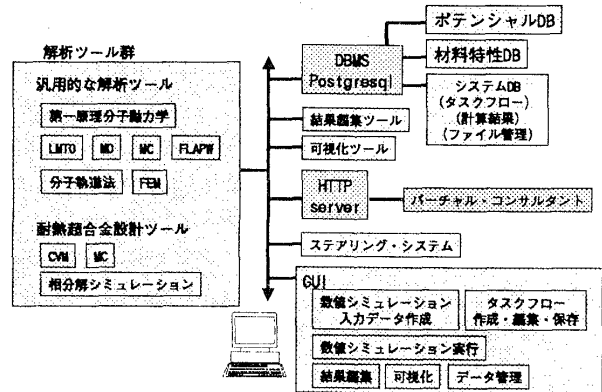 解析ツール群
汎用的な解析ツール
第一原理分子動力学
LMTO MD MC FLAPW
分子軌道法 FEM
耐熱超合金設計ツール
CVM MC
相分解シミュレーション
DBMS
Postgresql
ポテンシャルDB
材料特性DB
システムDB
(タスクフロー)
(計算結果)
(ファイル管理)
結果編集ツール
可視化ツール
HTTP
server
バーチャル・コンサルタント
ステアリング・システム
GUI
数値シミュレーション
入力データ作成
タスクフロー
作成・編集・保存
数値シミュレーション実行
結果編集 可視化 データ管理